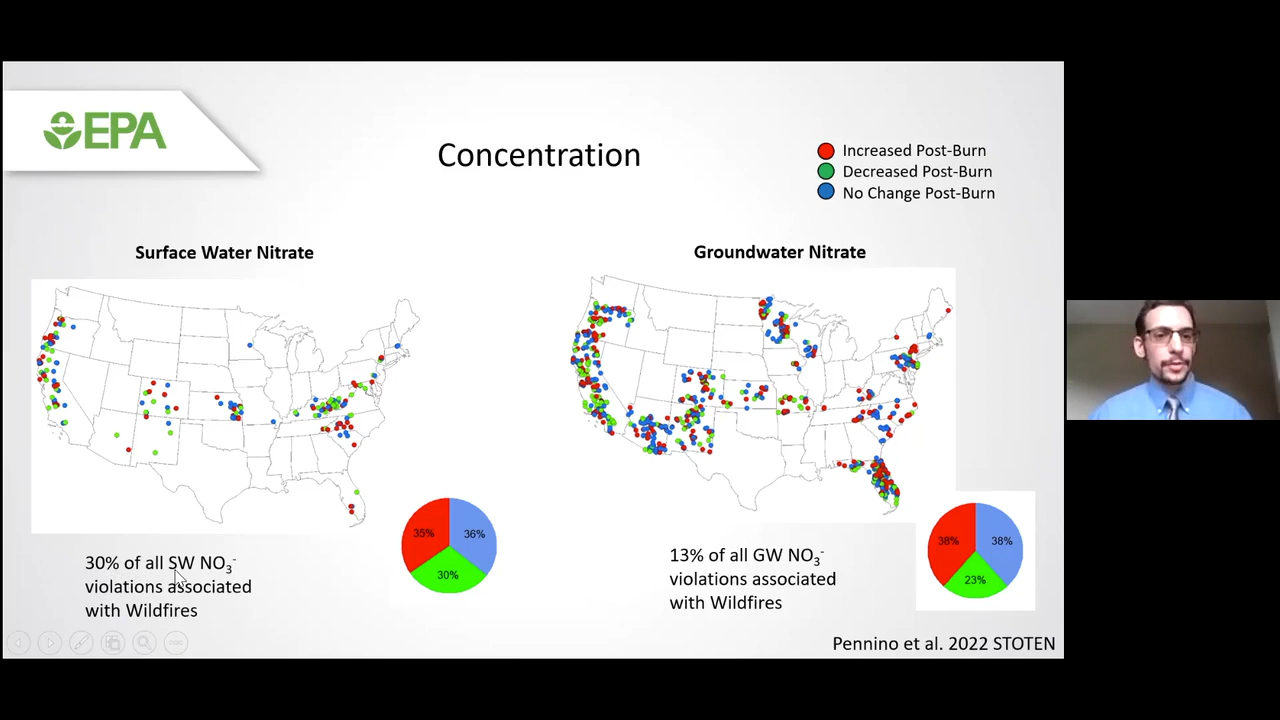 EPA
Concentration
Increased Post-Burn
Decreased Post-Burn
No Change Post-Burn
Surface Water Nitrate
Groundwater Nitrate
35%
36%
30%
38%
38%
23%
30% of all SW NO₃⁻
violations associated
with Wildfires
13% of all GW NO₃⁻
violations associated
with Wildfires
Pennino et al. 2022 STOTEN